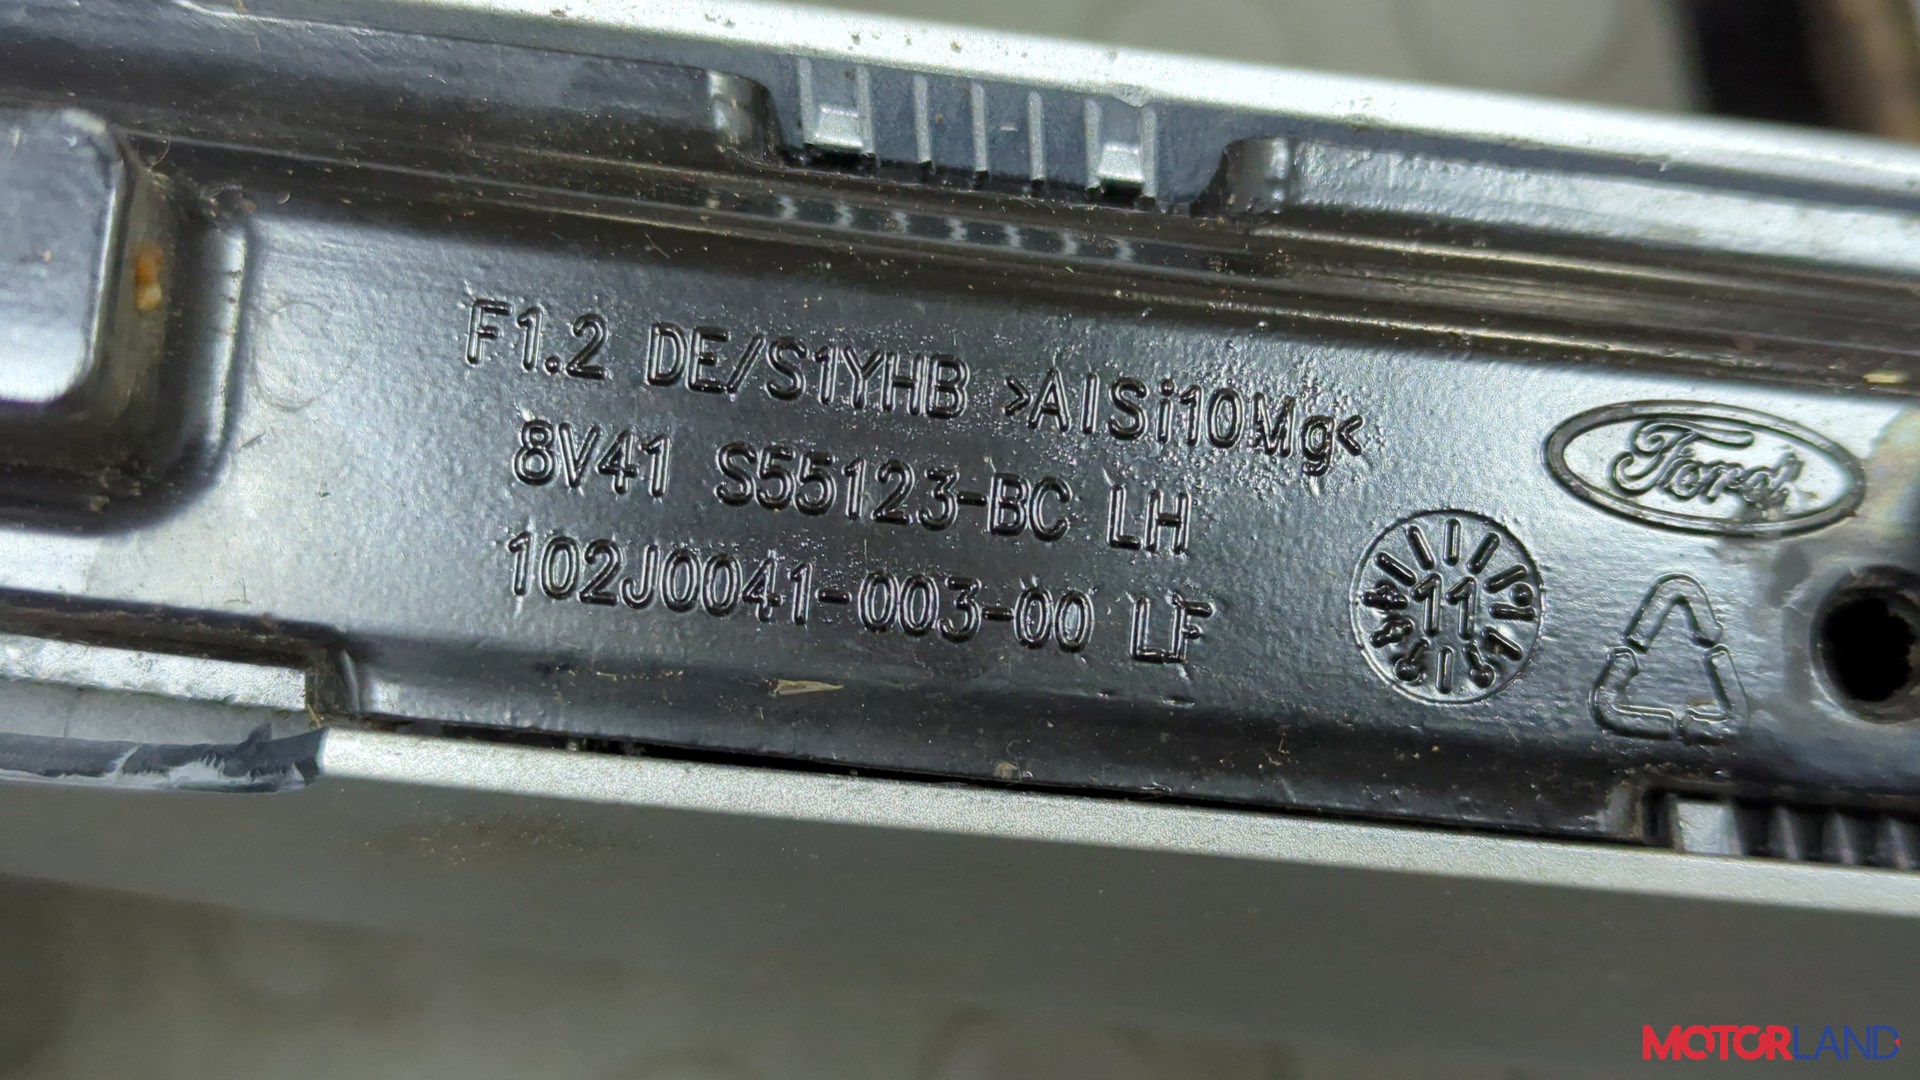 F1.2 DE/S1YHB >AlSi10Mg<
8V41 S55123-BC LH
102J0041-003-00 LF
Ford
11
MOTORLAND